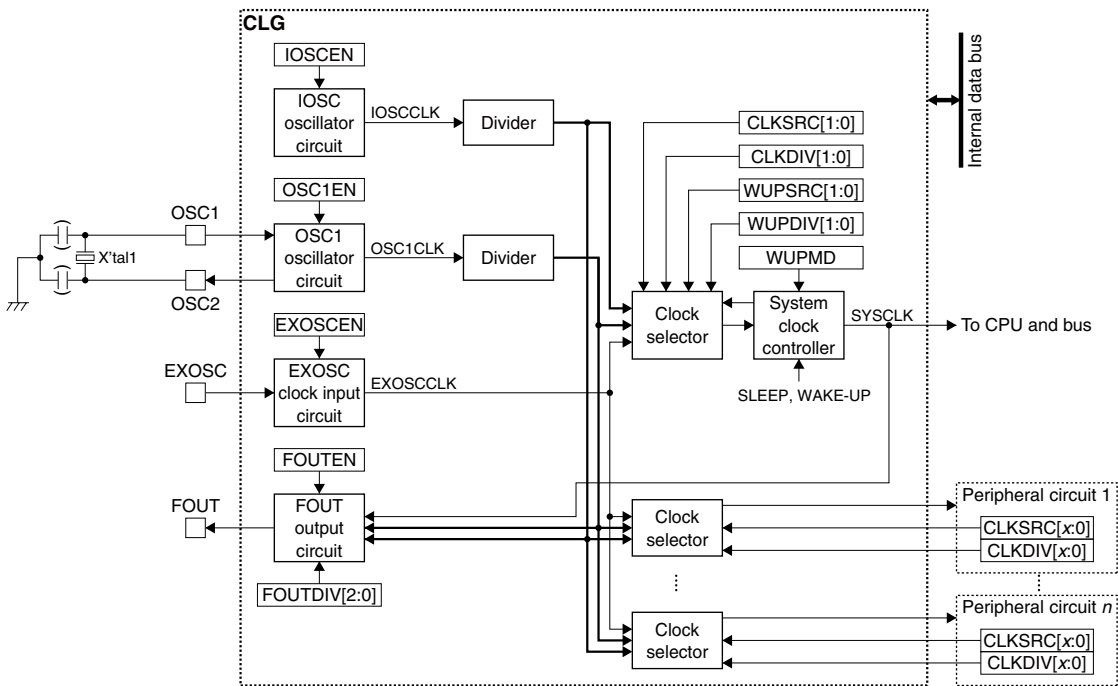 CLG
IOSCEN
IOSC
oscillator
circuit
IOSCCLK
Divider
CLKSRC[1:0]
CLKDIV[1:0]
WUPSRC[1:0]
WUPDIV[1:0]
WUPMD
Internal data bus
OSC1EN
OSC1
X'tal1
OSC2
OSC1
oscillator
circuit
OSC1CLK
Divider
Clock
selector
System
clock
controller
SYSCLK
To CPU and bus
SLEEP, WAKE-UP
EXOSCEN
EXOSC
EXOSC
clock input
circuit
EXOSCCLK
FOUTEN
FOUT
FOUT
output
circuit
FOUTDIV[2:0]
Clock
selector
Peripheral circuit 1
CLKSRC[x:0]
CLKDIV[x:0]
Clock
selector
Peripheral circuit n
CLKSRC[x:0]
CLKDIV[x:0]